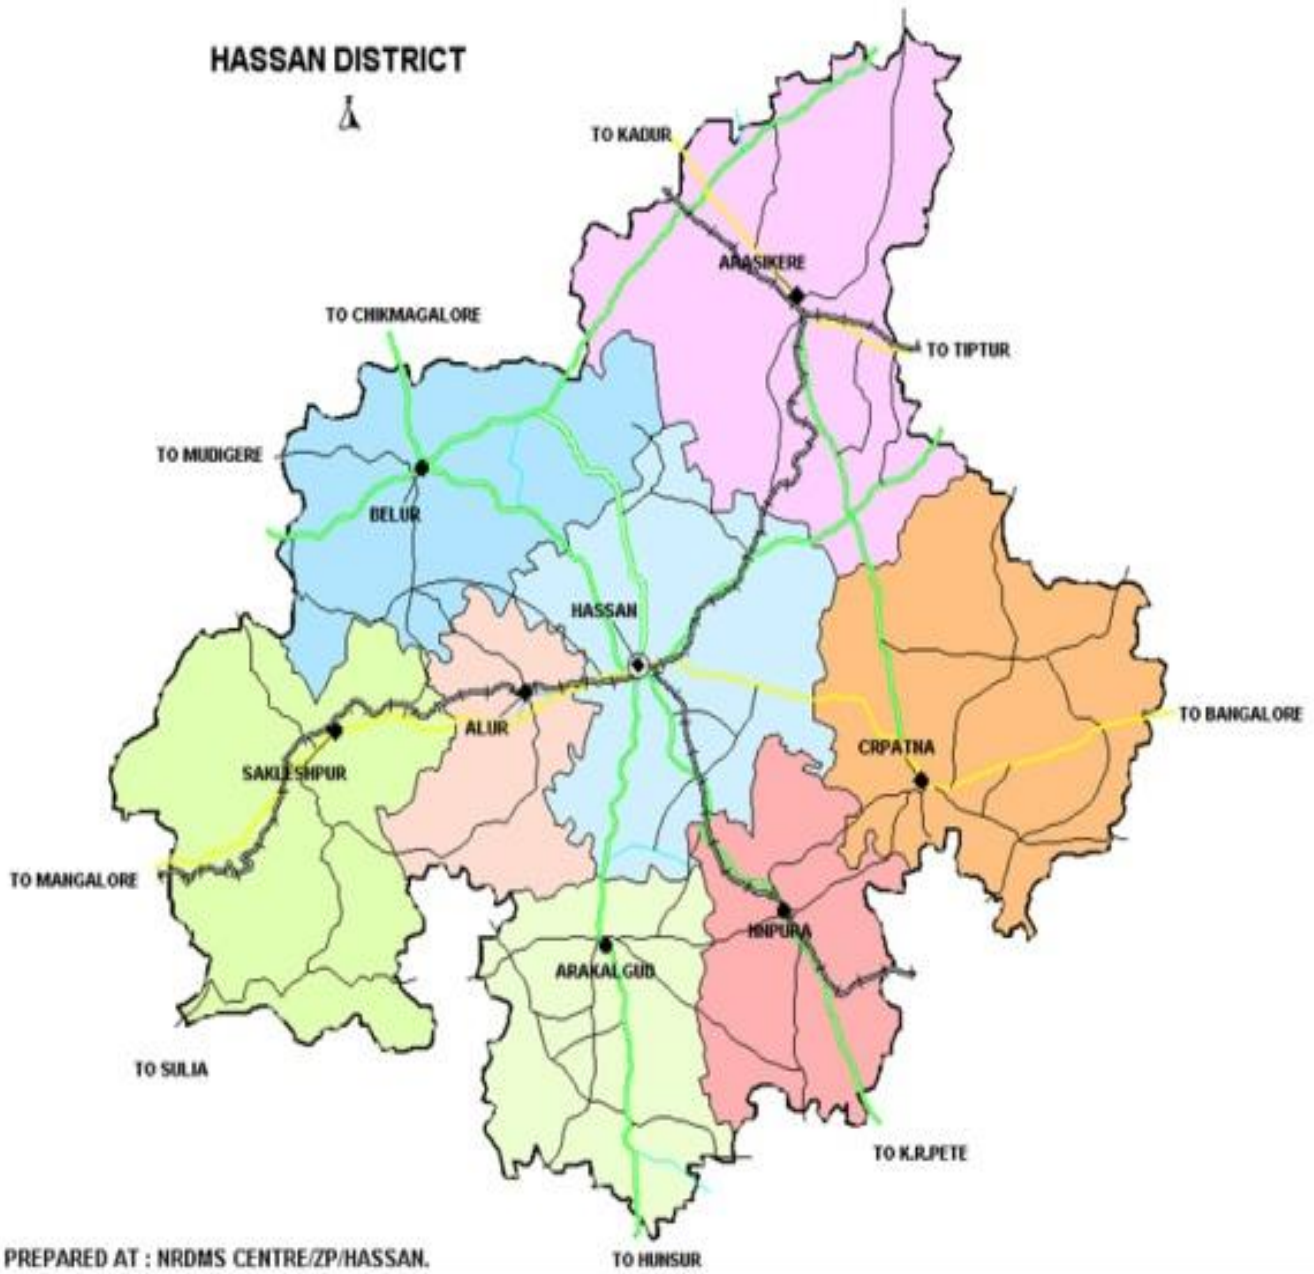 HASSAN DISTRICT
TO KADUR
ARASIKERE
TO CHIKMAGALORE
TO TIPTUR
TO MUDIGERE
BELUR
HASSAN
TO BANGALORE
ALUR
CRPATNA
SAKLESHPUR
TO MANGALORE
HNPURA
ARAKALGUD
TO SULIA
TO K.R.PETE
PREPARED AT : NRDMS CENTRE/ZP/HASSAN.
TO HUNSUR